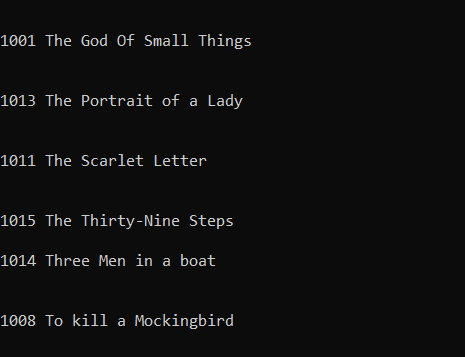 1001 The God Of Small Things
1013 The Portrait of a Lady
1011 The Scarlet Letter
1015 The Thirty-Nine Steps
1014 Three Men in a boat
1008 To kill a Mockingbird